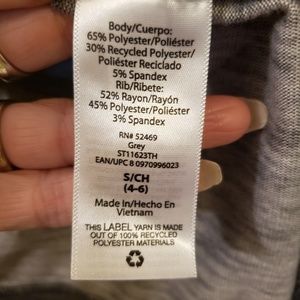 Body/Cuerpo:
65% Polyester/Poliéster
30% Recycled Polyester/
Poliéster Reciclado
5% Spandex
Rib/Ribete:
52% Rayon/Rayón
45% Polyester/Poliéster
3% Spandex
RN# 52469
Grey
ST11623TH
EAN/UPC 8 0970996023
S/CH
(4-6)
Made In/Hecho En
Vietnam
THIS LABEL YARN IS MADE
OUT OF 100% RECYCLED
POLYESTER MATERIALS